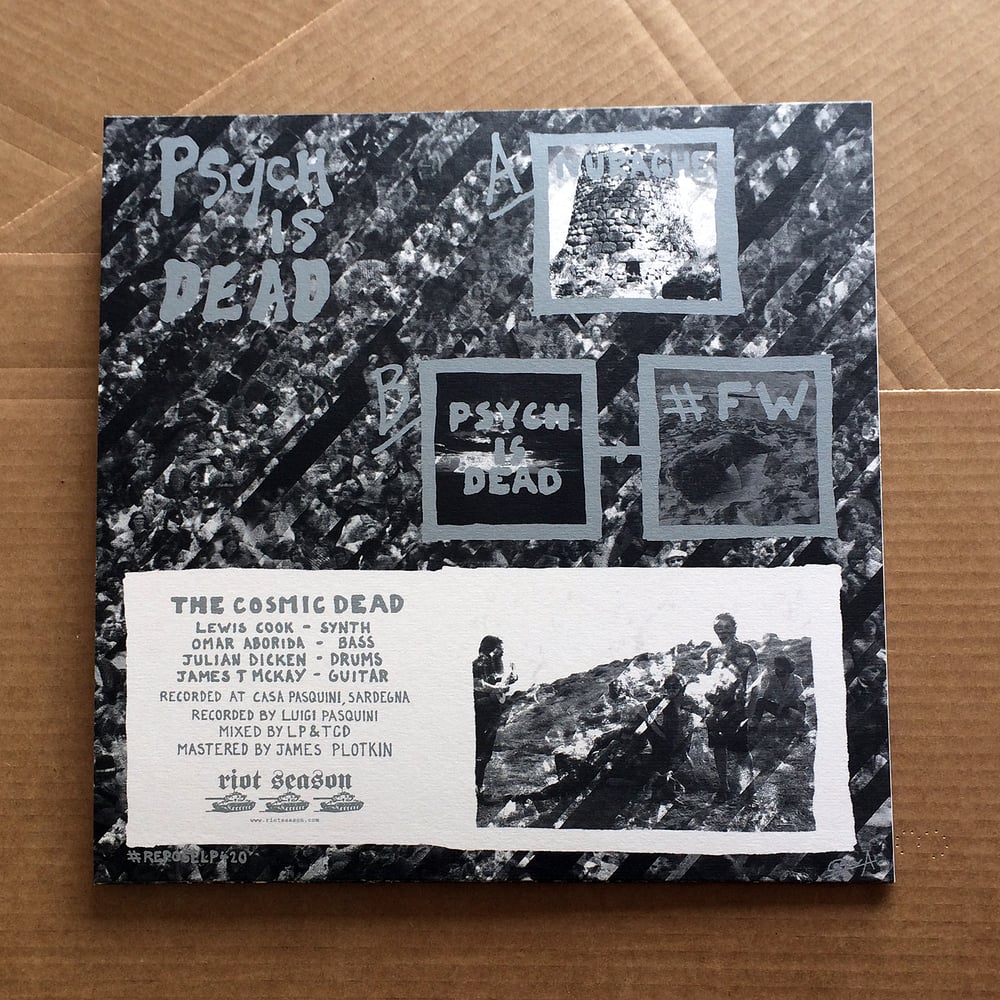 PSYCH
IS
DEAD
A
NURAGHE
B
PSYCH
IS
DEAD
#FW
THE COSMIC DEAD
LEWIS COOK - SYNTH
OMAR ABORIDA - BASS
JULIAN DICKEN - DRUMS
JAMES T MCKAY - GUITAR
RECORDED AT CASA PASQUINI, SARDEGNA
RECORDED BY LUIGI PASQUINI
MIXED BY LP & TCD
MASTERED BY JAMES PLOTKIN
riot season
www.riotseason.com